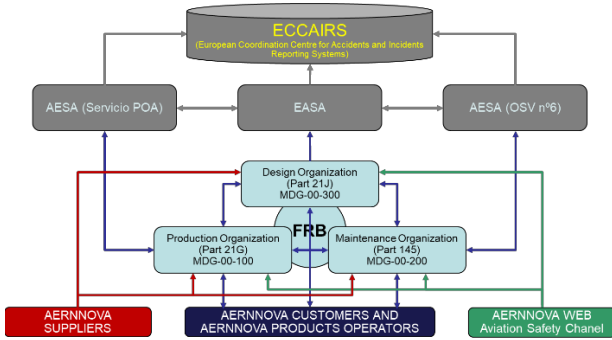 ECCAIRS
(European Coordination Centre for Accidents and Incidents
Reporting Systems)
AESA (Servicio POA)
EASA
AESA (OSV nº6)
Design Organization
(Part 21J)
MDG-00-300
FRB
Production Organization
(Part 21G)
MDG-00-100
Maintenance Organization
(Part 145)
MDG-00-200
AERNNOVA
SUPPLIERS
AERNNOVA CUSTOMERS AND
AERNNOVA PRODUCTS OPERATORS
AERNNOVA WEB
Aviation Safety Chanel